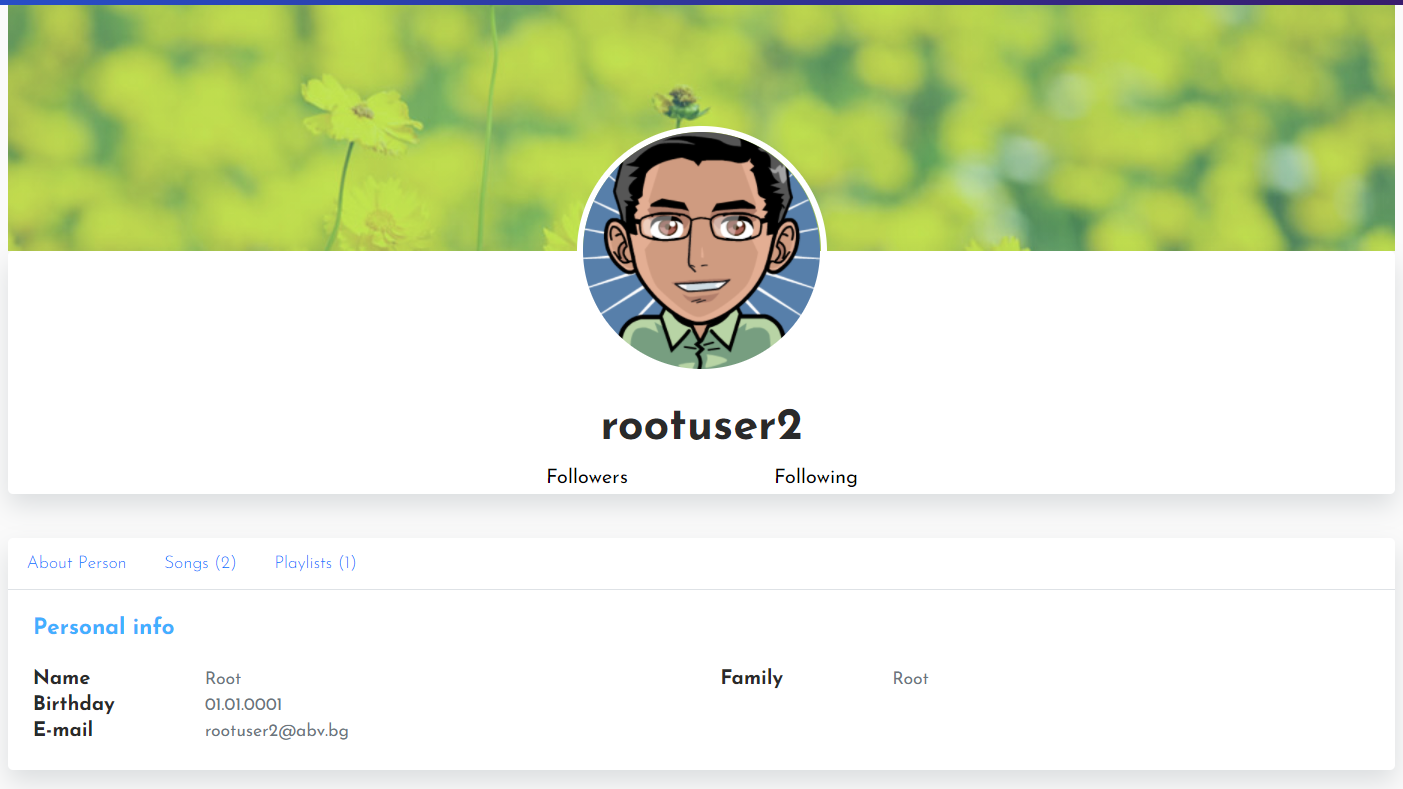 rootuser2
Followers Following
About Person Songs (2) Playlists (1)
Personal info
Name Root Family Root
Birthday 01.01.0001
E-mail rootuser2@abv.bg